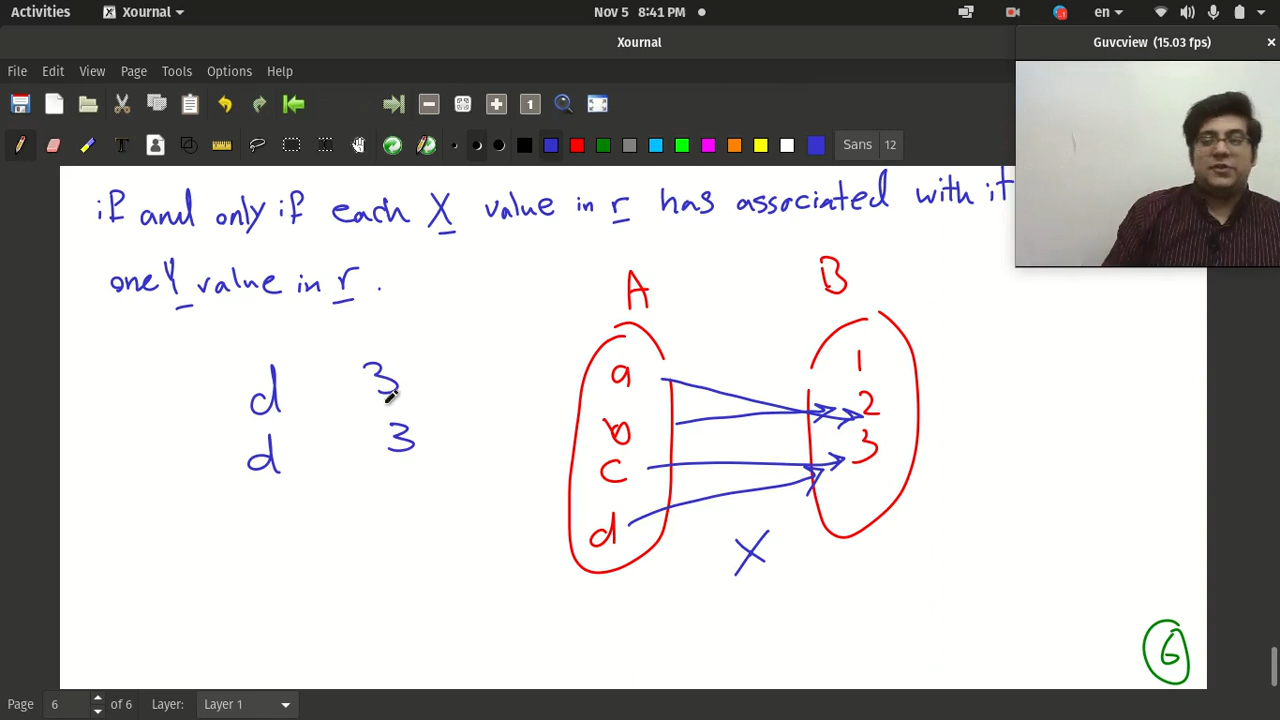 Activities Xournal Nov 5 8:41 PM en
Xournal
Guvcview (15.03 fps)
File Edit View Page Tools Options Help
Sans 12
if and only if each X value in r has associated with it
one Y value in r.
A B
a 1
b 2
c 3
d
d 3
d 3
X
6
Page 6 of 6 Layer: Layer 1